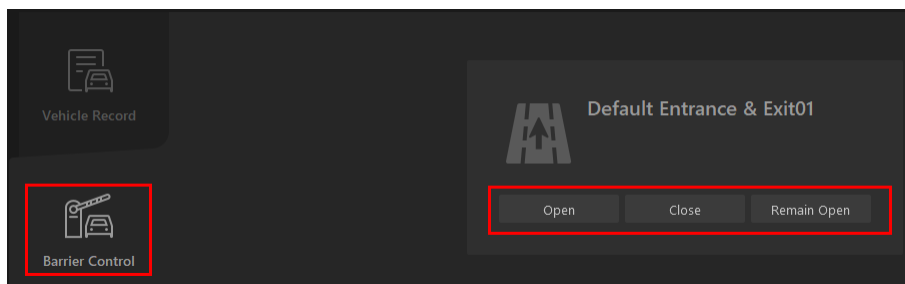 Vehicle Record
Default Entrance & Exit01
Open
Close
Remain Open
Barrier Control